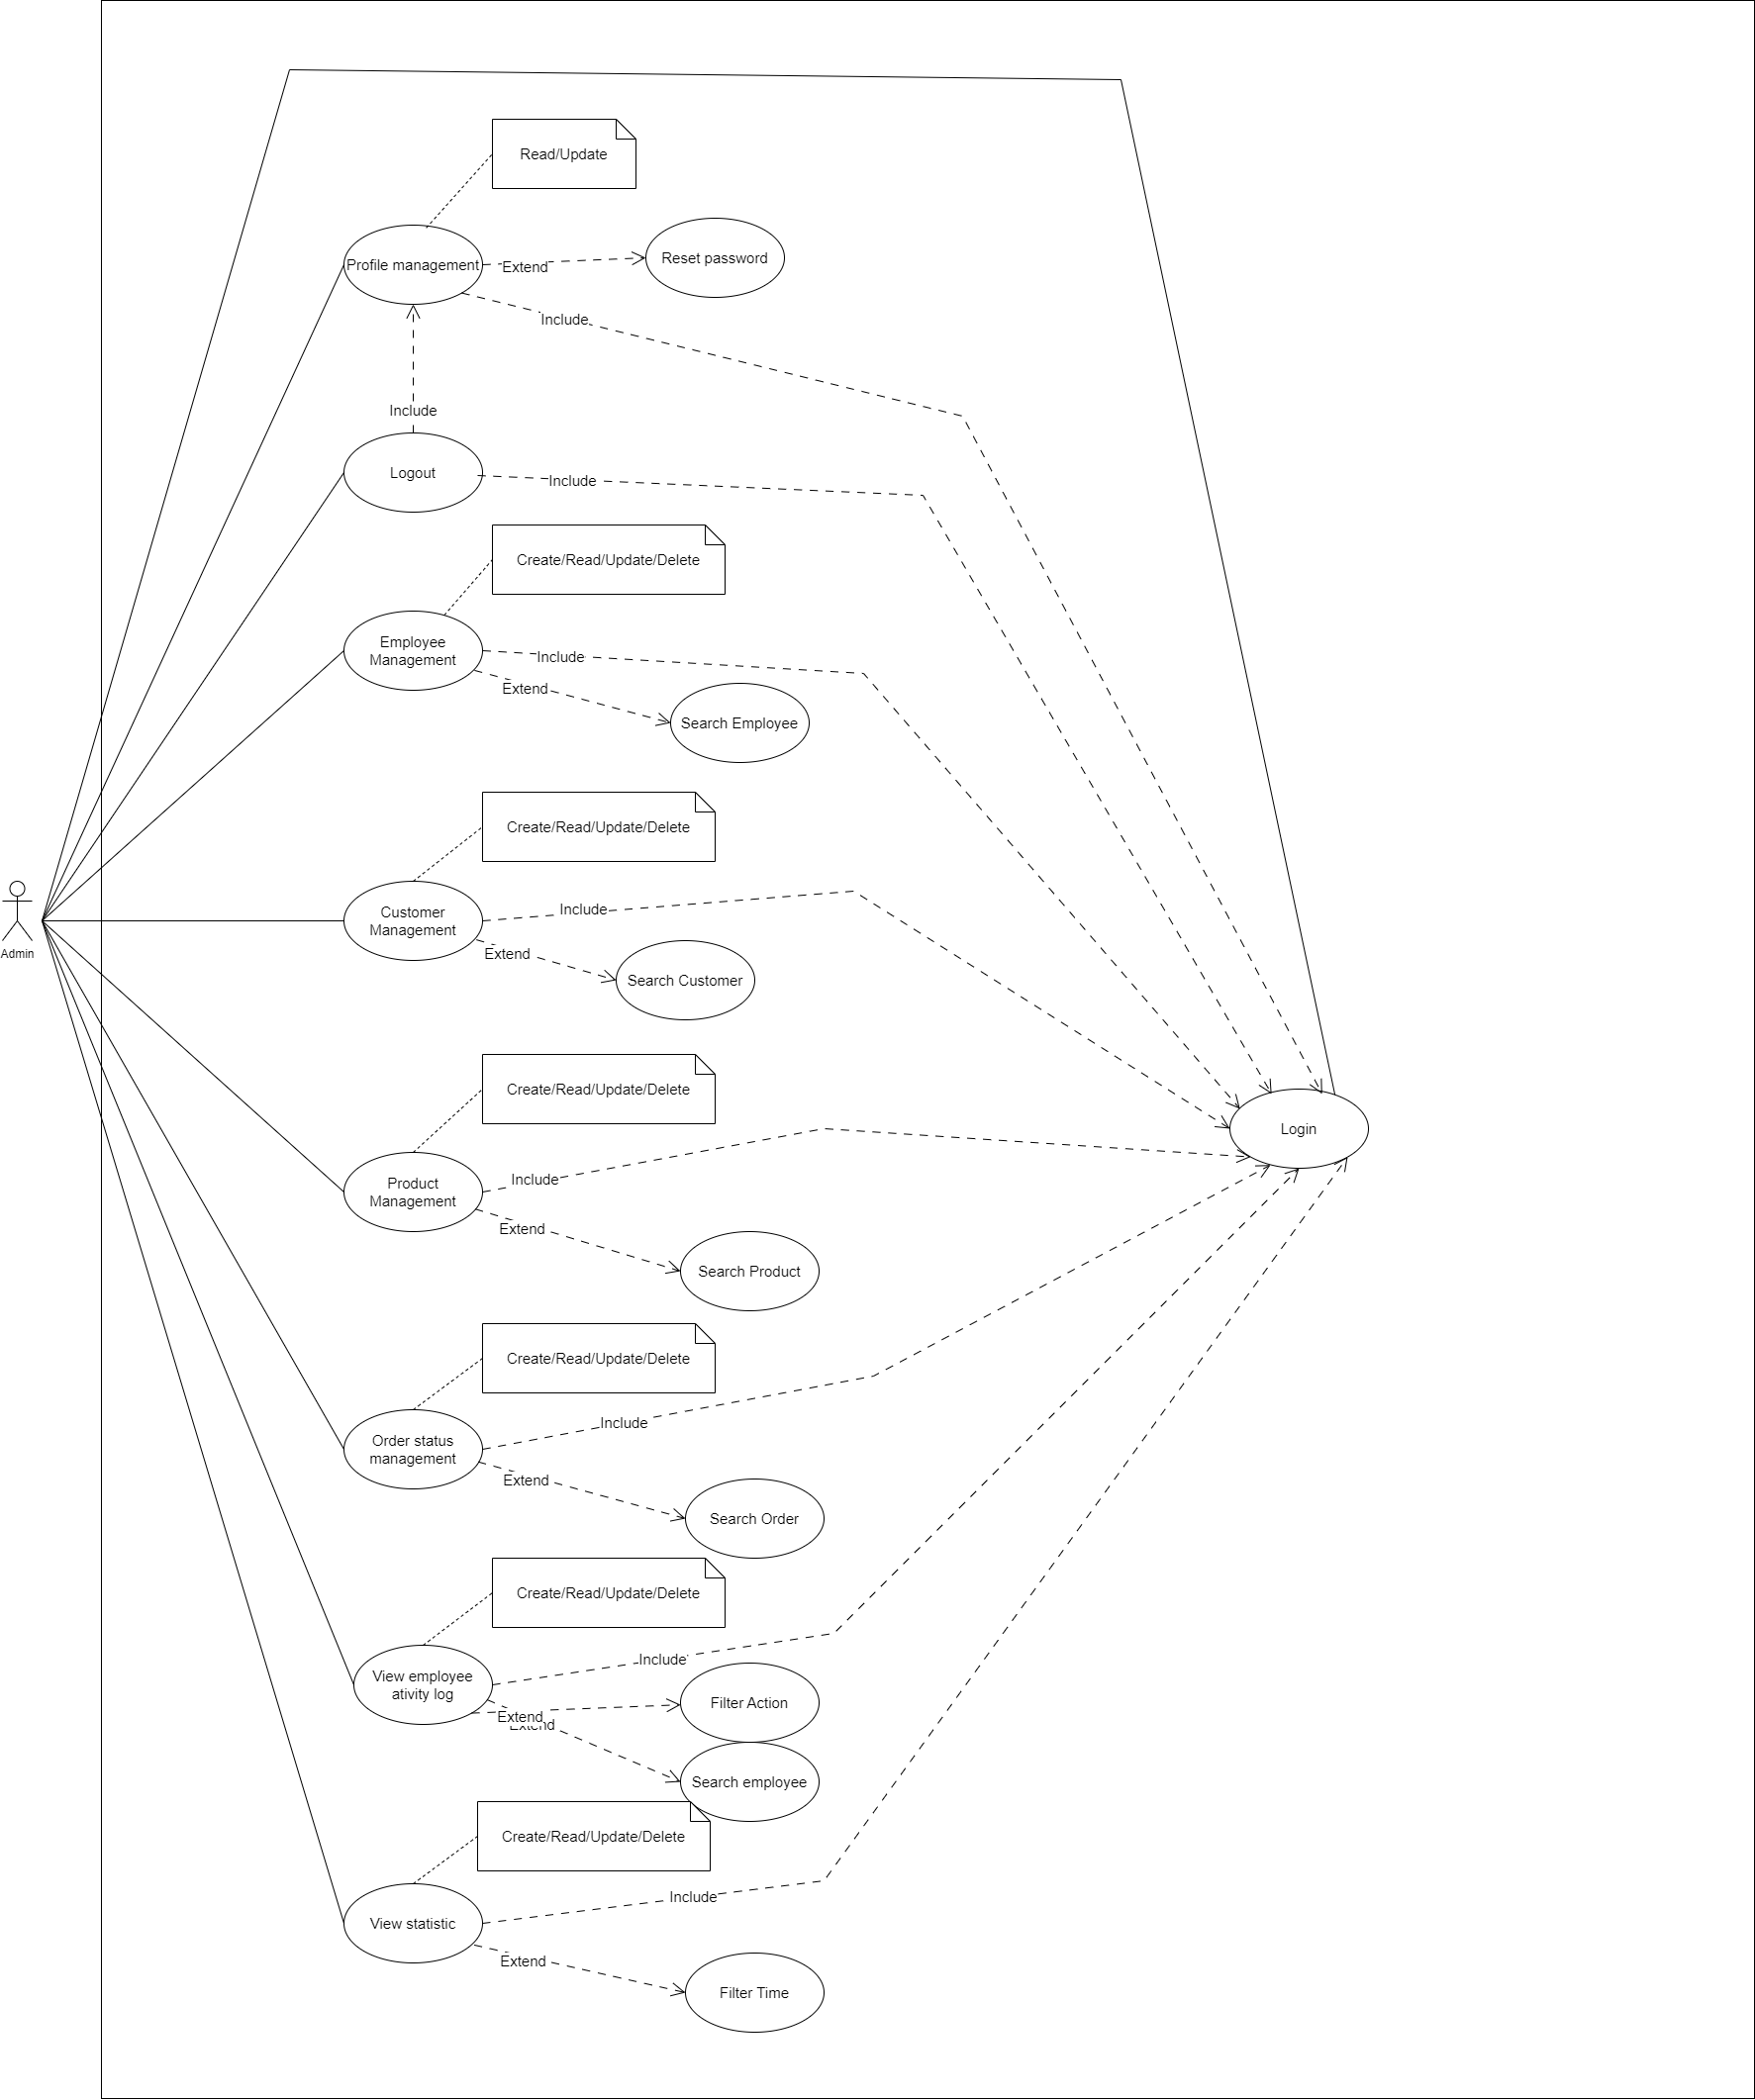 Read/Update
Profile management
Extend
Reset password
Include
Include
Logout
Include
Create/Read/Update/Delete
Employee
Management
Include
Extend
Search Employee
Create/Read/Update/Delete
Customer
Management
Include
Extend
Search Customer
Admin
Create/Read/Update/Delete
Login
Product
Management
Include
Extend
Search Product
Create/Read/Update/Delete
Order status
management
Include
Extend
Search Order
Create/Read/Update/Delete
View employee
ativity log
Include
Filter Action
Extend
Extend
Search employee
Create/Read/Update/Delete
View statistic
Include
Extend
Filter Time